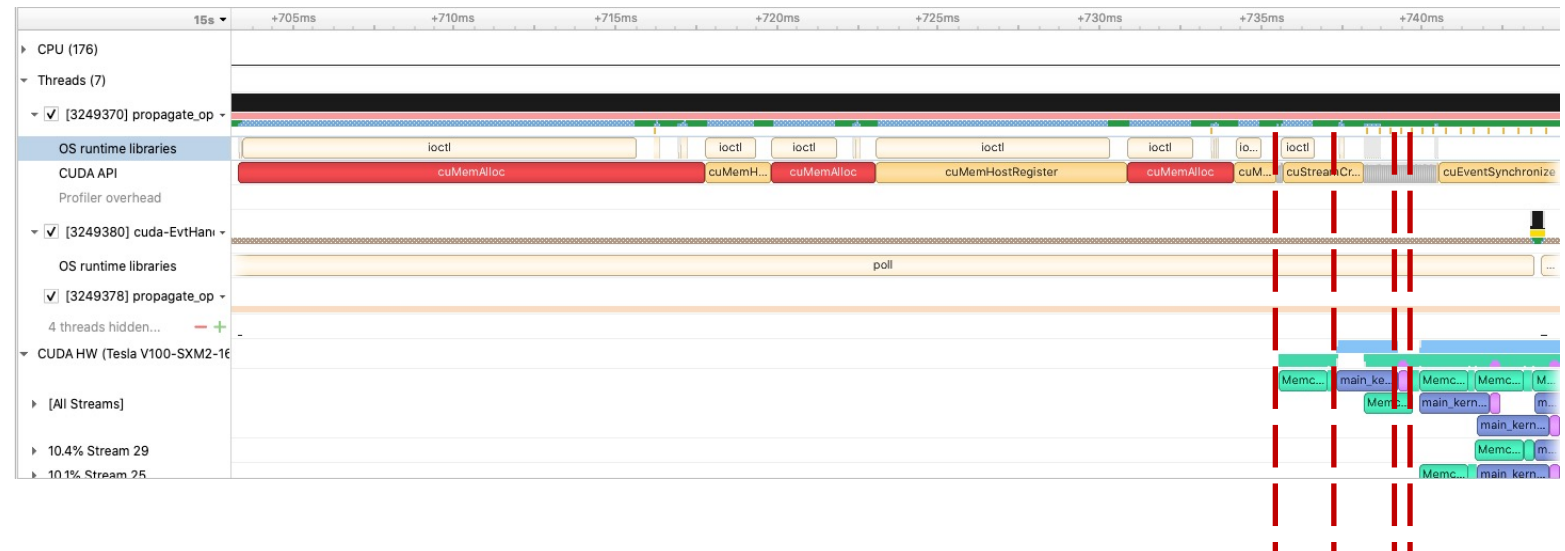 15s +705ms +710ms +715ms +720ms +725ms +730ms +735ms +740ms
CPU (176)
Threads (7)
[3249370] propagate_op
OS runtime libraries ioctl ioctl ioctl ioctl ioctl io... ioctl
CUDA API cuMemAlloc cuMemH... cuMemAlloc cuMemHostRegister cuMemAlloc cuM... cuStreamCr... cuEventSynchronize
Profiler overhead
[3249380] cuda-EvtHan
OS runtime libraries poll ...
[3249378] propagate_op
4 threads hidden... − +
CUDA HW (Tesla V100-SXM2-16
Memc... main_ke... Memc... Memc... M...
[All Streams] Memc... main_kern... m...
main_kern...
10.4% Stream 29 Memc... m...
10.1% Stream 25 Memc... main_kern...